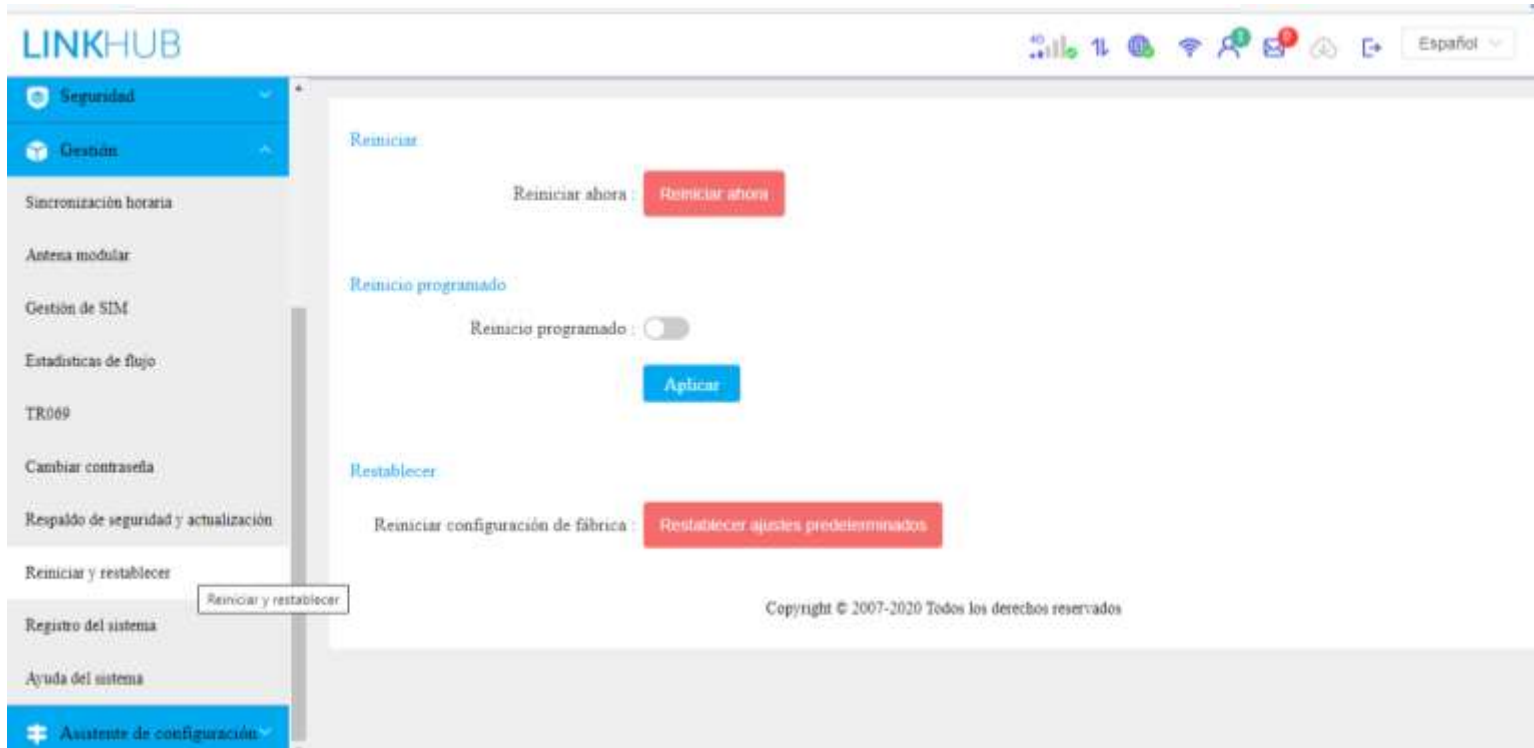 LINKHUB
4G
Español
Seguridad
Gestión
Sincronización horaria
Antena modular
Gestión de SIM
Estadísticas de flujo
TR069
Cambiar contraseña
Respaldo de seguridad y actualización
Reiniciar y restablecer
Reiniciar y restablecer
Registro del sistema
Ayuda del sistema
Asistente de configuración
Reiniciar
Reiniciar ahora : Reiniciar ahora
Reinicio programado
Reinicio programado :
Aplicar
Restablecer
Reiniciar configuración de fábrica : Restablecer ajustes predeterminados
Copyright © 2007-2020 Todos los derechos reservados